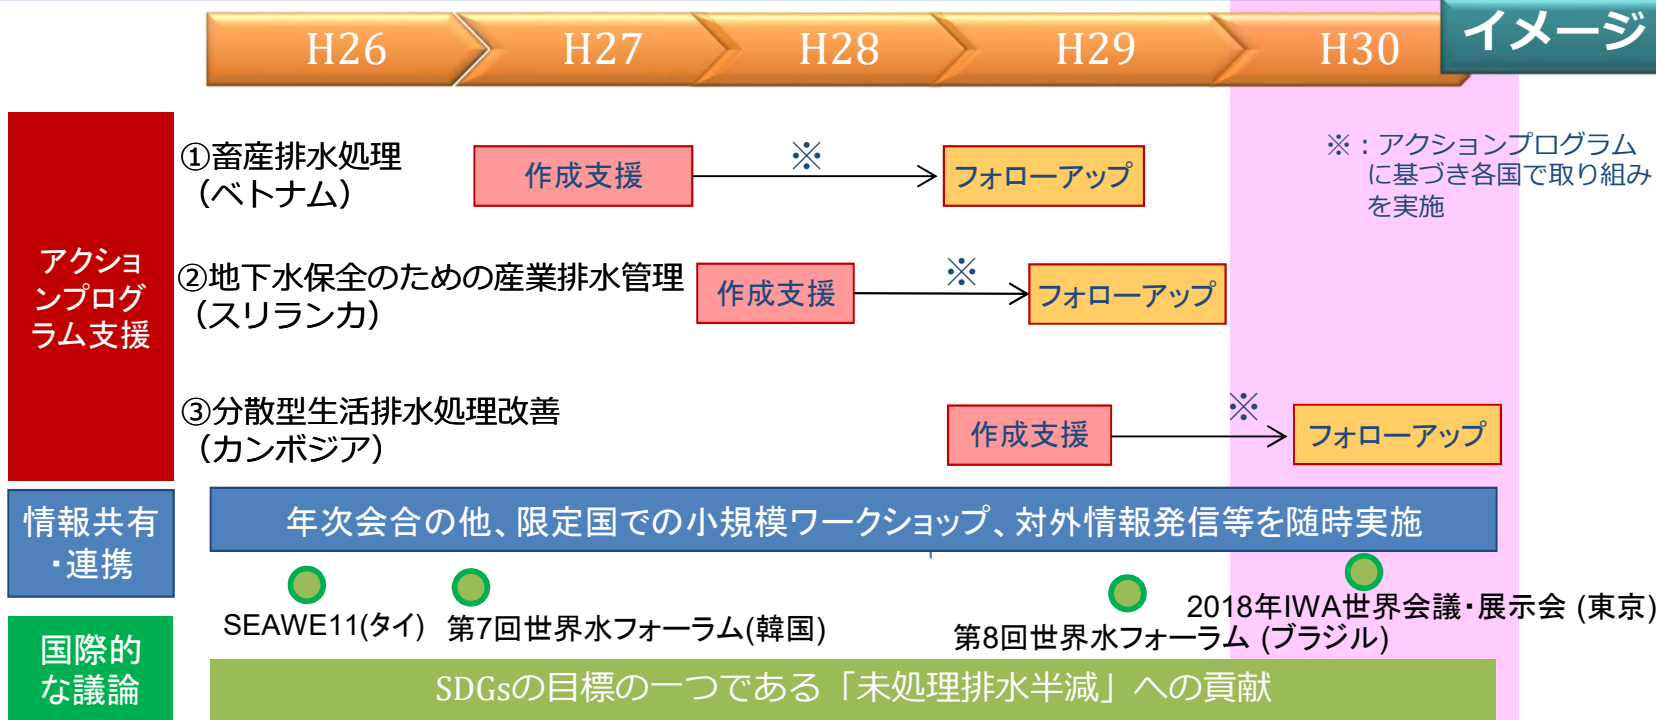 H26
H27
H28
H29
H30
イメージ
アクショ
ンプログ
ラム支援
①畜産排水処理
（ベトナム）
作成支援
※
フォローアップ
※：アクションプログラム
に基づき各国で取り組み
を実施
②地下水保全のための産業排水管理
（スリランカ）
作成支援
※
フォローアップ
③分散型生活排水処理改善
（カンボジア）
作成支援
※
フォローアップ
情報共有
・連携
年次会合の他、限定国での小規模ワークショップ、対外情報発信等を随時実施
SEAWE11(タイ)
第7回世界水フォーラム(韓国)
第8回世界水フォーラム (ブラジル)
2018年IWA世界会議・展示会 (東京)
国際的
な議論
SDGsの目標の一つである「未処理排水半減」への貢献